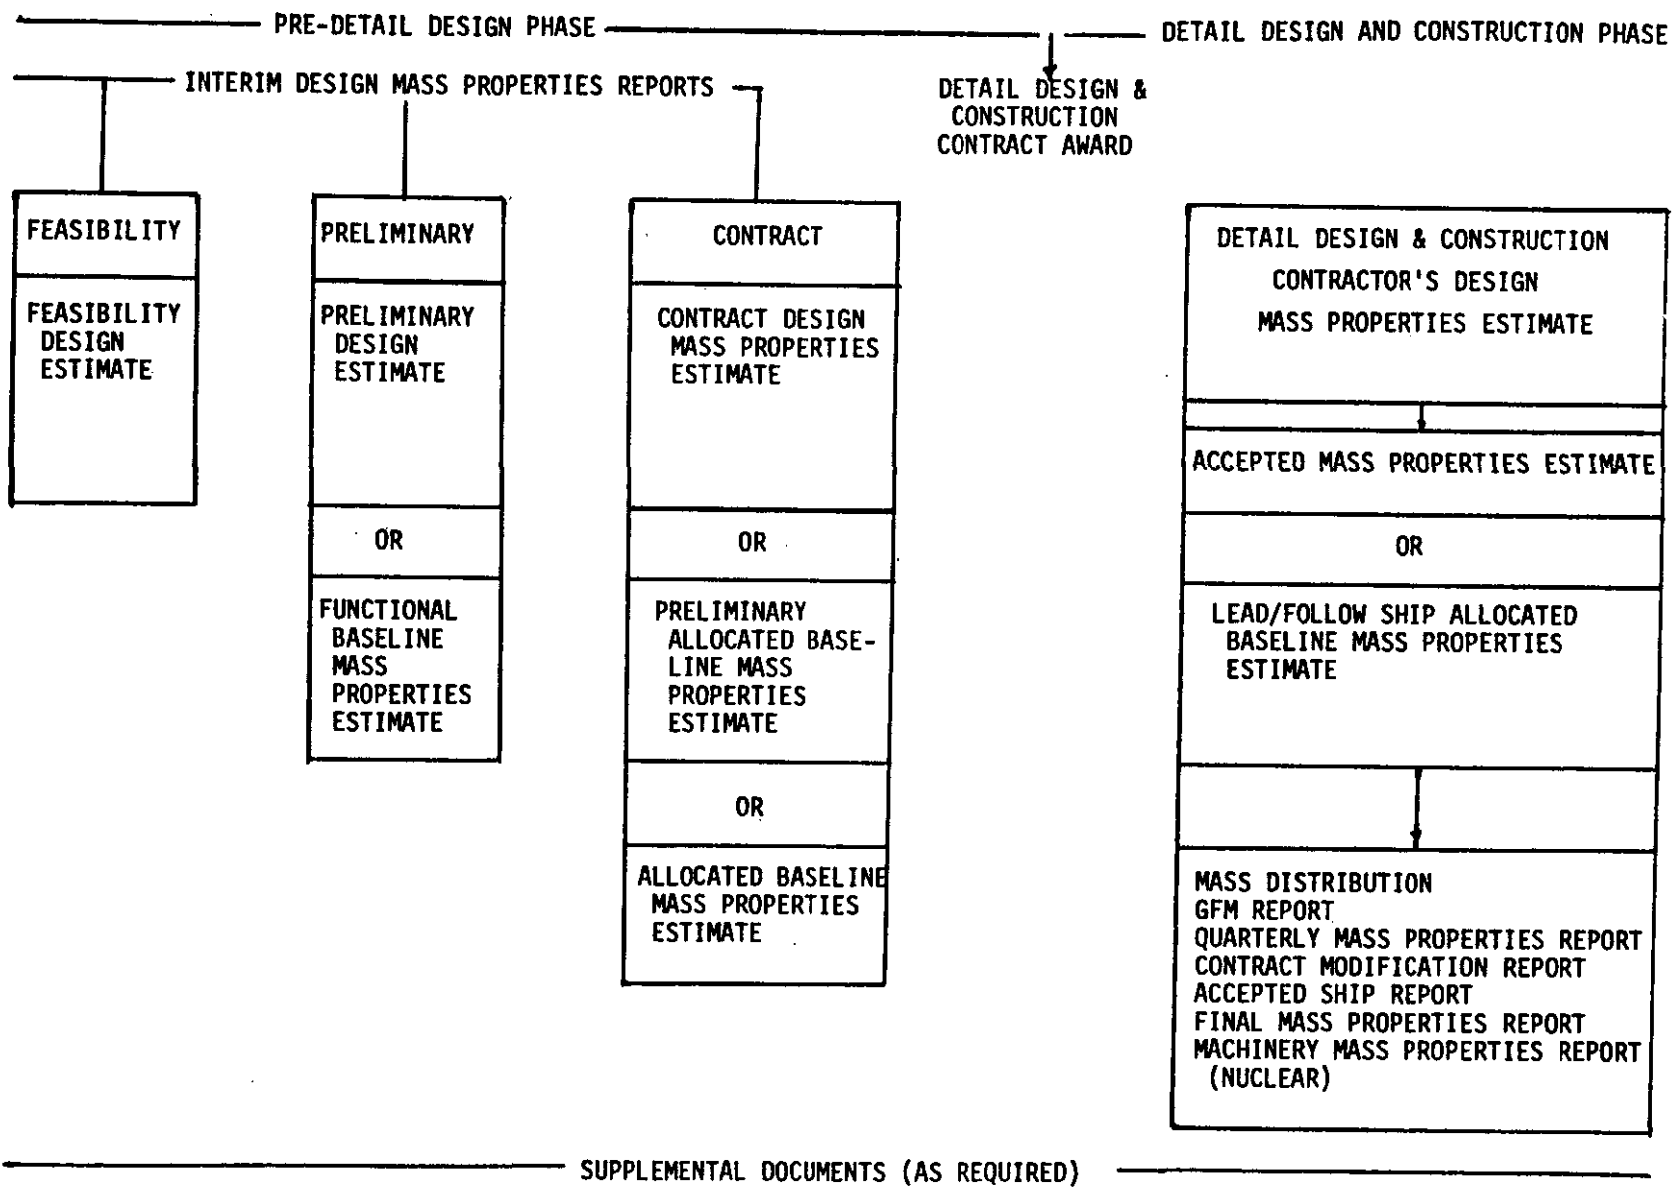 PRE-DETAIL DESIGN PHASE
DETAIL DESIGN AND CONSTRUCTION PHASE
INTERIM DESIGN MASS PROPERTIES REPORTS
DETAIL DESIGN &
CONSTRUCTION
CONTRACT AWARD
FEASIBILITY
FEASIBILITY
DESIGN
ESTIMATE
PRELIMINARY
PRELIMINARY
DESIGN
ESTIMATE
OR
FUNCTIONAL
BASELINE
MASS
PROPERTIES
ESTIMATE
CONTRACT
CONTRACT DESIGN
MASS PROPERTIES
ESTIMATE
OR
PRELIMINARY
ALLOCATED BASE-
LINE MASS
PROPERTIES
ESTIMATE
OR
ALLOCATED BASELINE
MASS PROPERTIES
ESTIMATE
DETAIL DESIGN & CONSTRUCTION
CONTRACTOR'S DESIGN
MASS PROPERTIES ESTIMATE
ACCEPTED MASS PROPERTIES ESTIMATE
OR
LEAD/FOLLOW SHIP ALLOCATED
BASELINE MASS PROPERTIES
ESTIMATE
MASS DISTRIBUTION
GFM REPORT
QUARTERLY MASS PROPERTIES REPORT
CONTRACT MODIFICATION REPORT
ACCEPTED SHIP REPORT
FINAL MASS PROPERTIES REPORT
MACHINERY MASS PROPERTIES REPORT
(NUCLEAR)
SUPPLEMENTAL DOCUMENTS (AS REQUIRED)